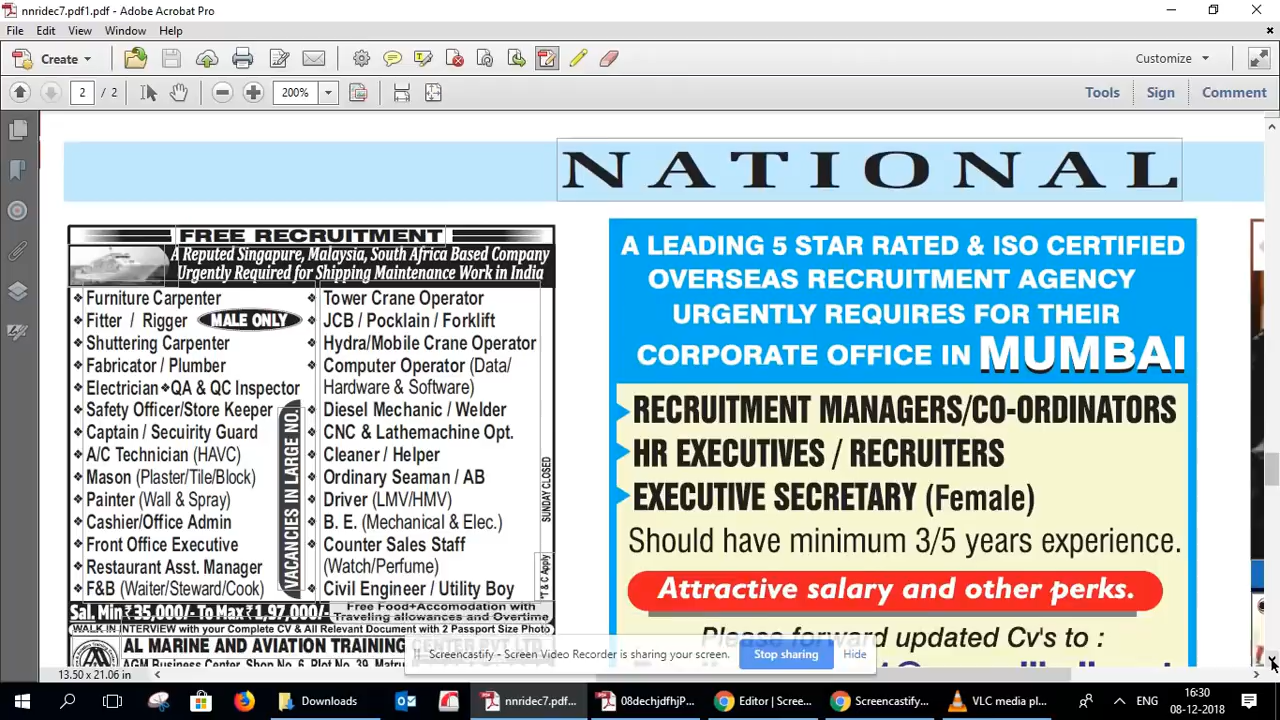 nnridec7.pdf1.pdf - Adobe Acrobat Pro
File Edit View Window Help
Create
Customize
2 / 2
200%
Tools Sign Comment
NATIONAL
FREE RECRUITMENT
A Reputed Singapore, Malaysia, South Africa Based Company
Urgently Required for Shipping Maintenance Work in India
❖ Furniture Carpenter
❖ Fitter / Rigger
MALE ONLY
❖ Shuttering Carpenter
❖ Fabricator / Plumber
❖ Electrician ❖QA & QC Inspector
❖ Safety Officer/Store Keeper
❖ Captain / Secuirity Guard
❖ A/C Technician (HAVC)
❖ Mason (Plaster/Tile/Block)
❖ Painter (Wall & Spray)
❖ Cashier/Office Admin
❖ Front Office Executive
❖ Restaurant Asst. Manager
❖ F&B (Waiter/Steward/Cook)
VACANCIES IN LARGE NO.
❖ Tower Crane Operator
❖ JCB / Pocklain / Forklift
❖ Hydra/Mobile Crane Operator
❖ Computer Operator (Data/
Hardware & Software)
❖ Diesel Mechanic / Welder
❖ CNC & Lathemachine Opt.
❖ Cleaner / Helper
❖ Ordinary Seaman / AB
❖ Driver (LMV/HMV)
❖ B. E. (Mechanical & Elec.)
❖ Counter Sales Staff
(Watch/Perfume)
❖ Civil Engineer / Utility Boy
SUNDAY CLOSED
*T & C Apply
Sal. Min ₹35,000/- To Max ₹1,97,000/-
Free Food+Accomodation with
Traveling allowances and Overtime
WALK IN INTERVIEW with your Complete CV & All Relevant Document with 2 Passport Size Photo
AL MARINE AND AVIATION TRAINING
AGM Business Center, Shop No. 6, Plot No. 39,
A LEADING 5 STAR RATED & ISO CERTIFIED
OVERSEAS RECRUITMENT AGENCY
URGENTLY REQUIRES FOR THEIR
CORPORATE OFFICE IN MUMBAI
RECRUITMENT MANAGERS/CO-ORDINATORS
HR EXECUTIVES / RECRUITERS
EXECUTIVE SECRETARY (Female)
Should have minimum 3/5 years experience.
Attractive salary and other perks.
Please forward updated Cv's to :
Screencastify - Screen Video Recorder is sharing your screen.
Stop sharing
Hide
13.50 x 21.06 in
Downloads
nnridec7.pdf...
08dechjdfhjP...
Editor | Scree...
Screencastify...
VLC media pl...
ENG
16:30
08-12-2018